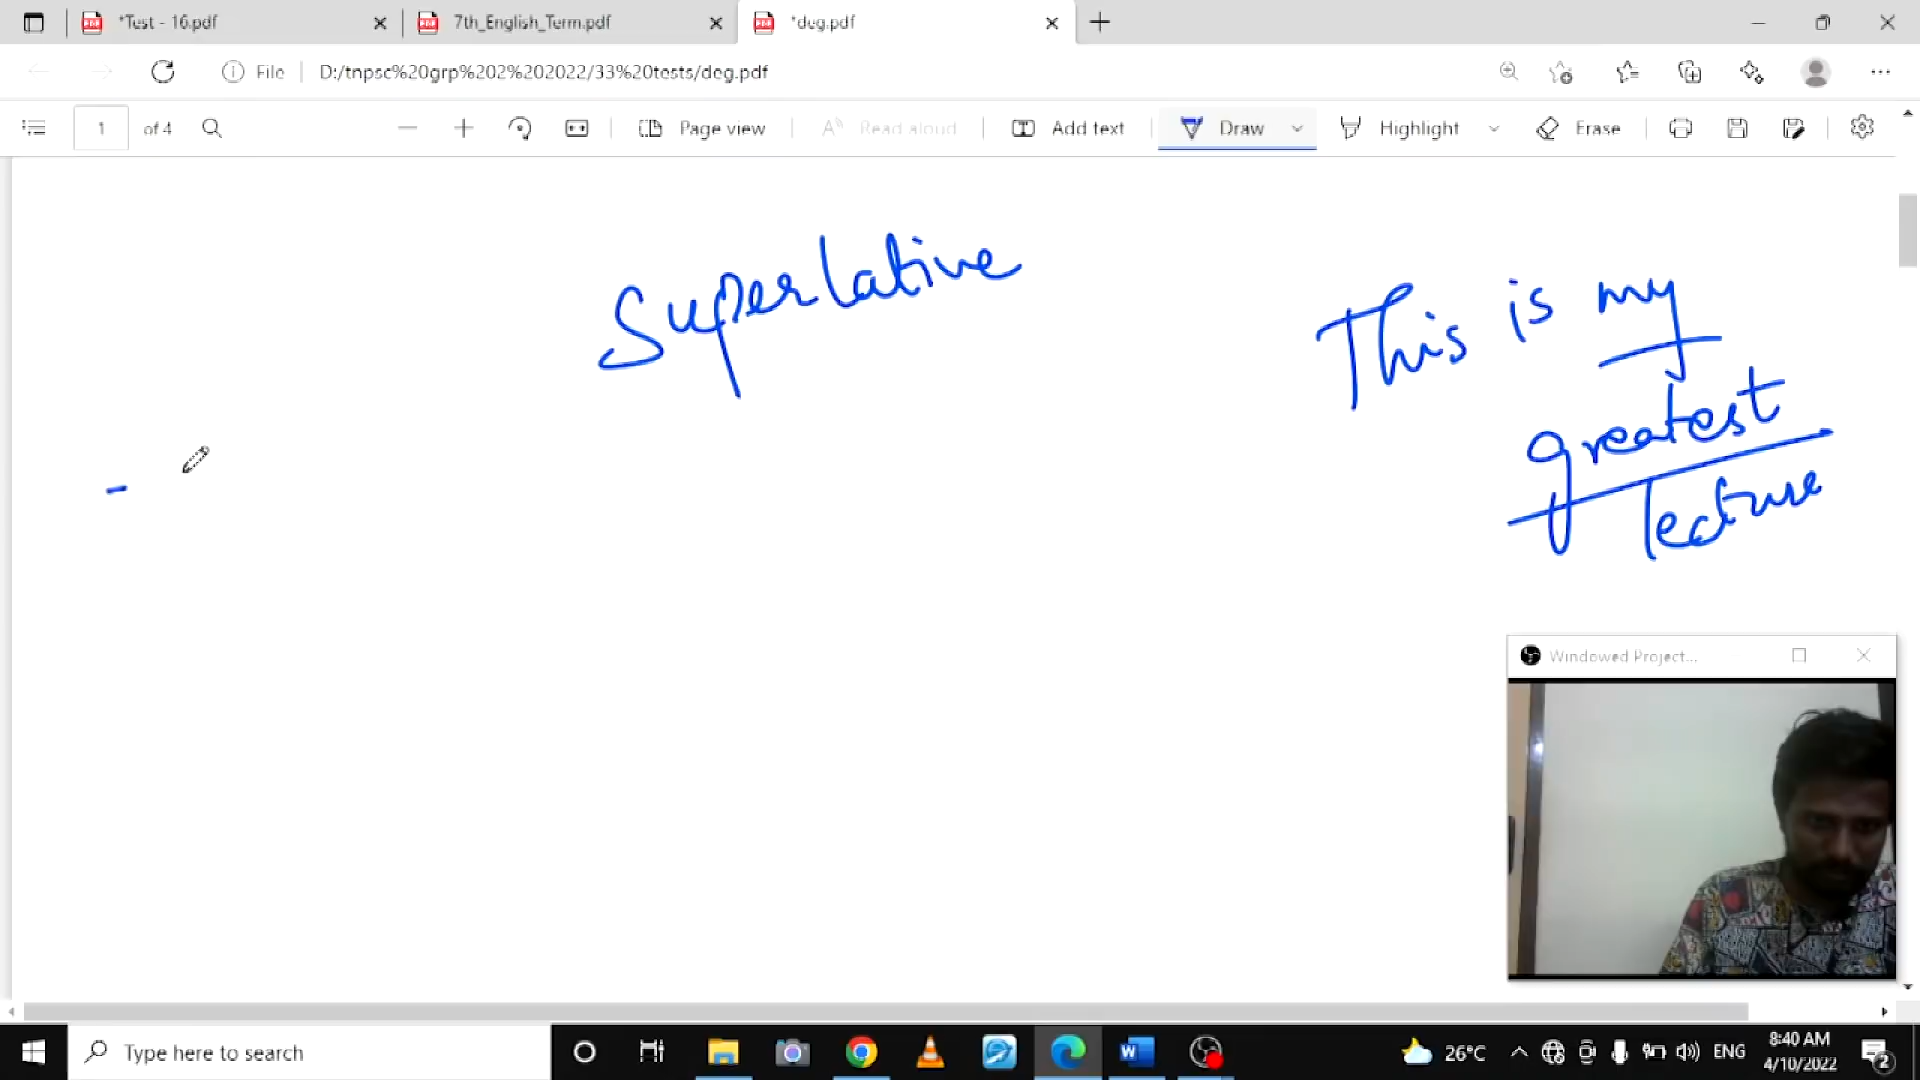 *Test - 16.pdf
7th_English_Term.pdf
*deg.pdf
File
D:/tnpsc%20grp%202%202022/33%20tests/deg.pdf
1 of 4
Page view
Read aloud
Add text
Draw
Highlight
Erase
Superlative
This is my
greatest
lecture
-
Windowed Project...
Type here to search
26°C
ENG
8:40 AM
4/10/2022
2